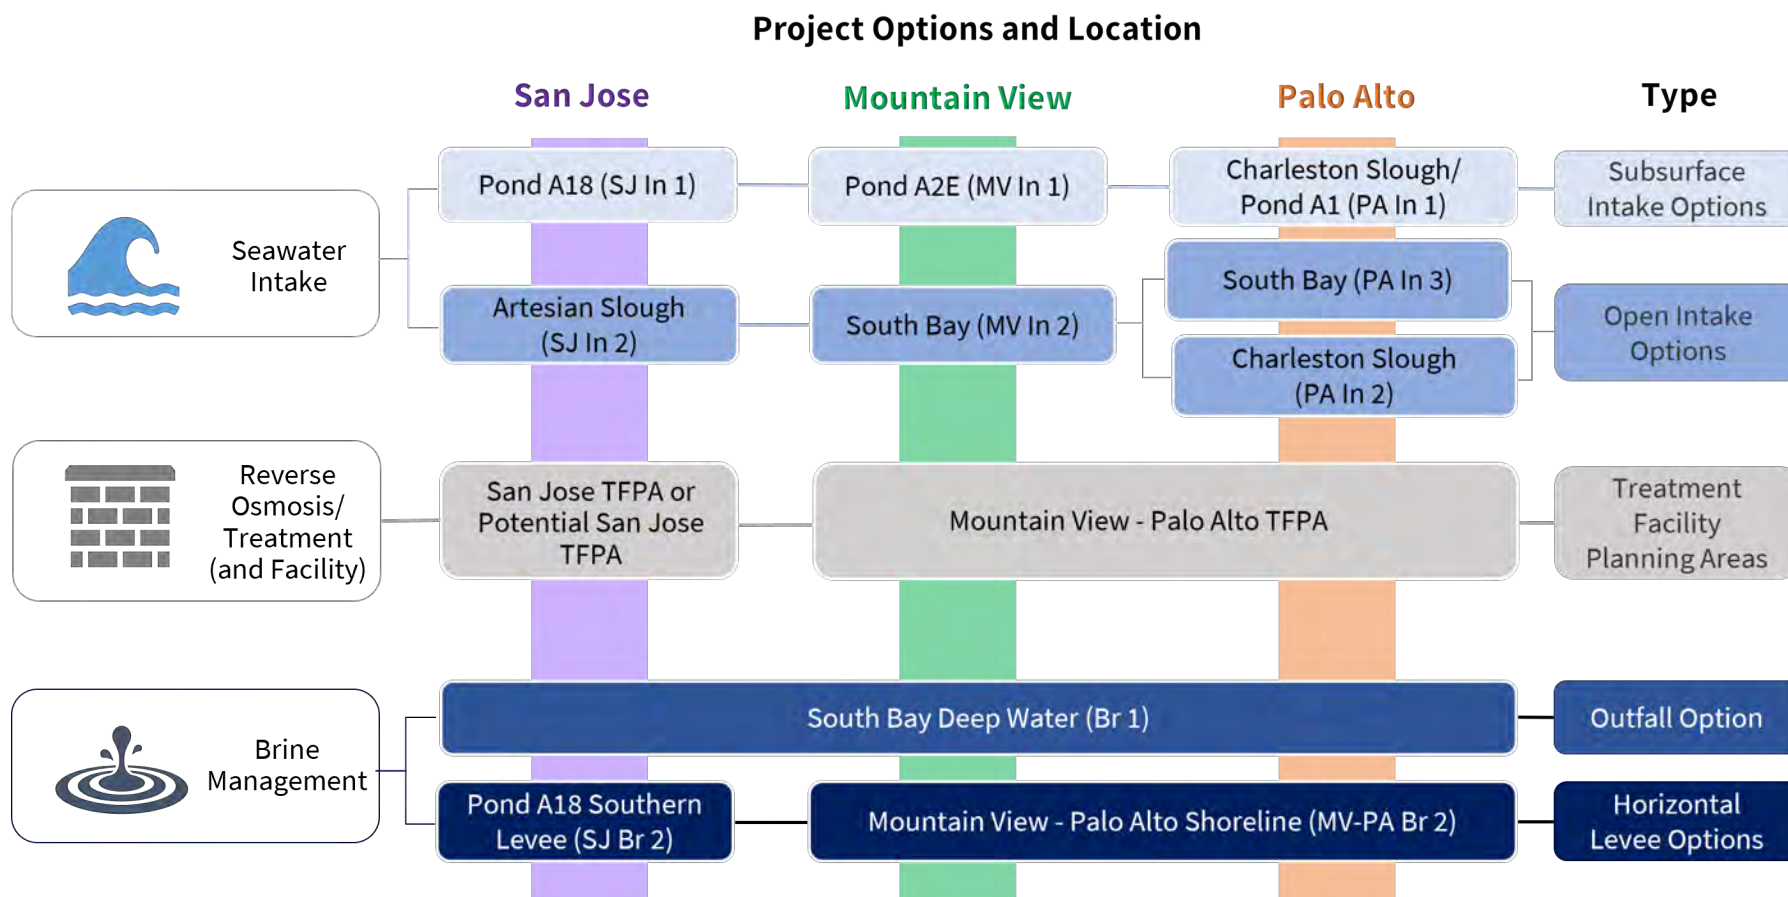 Project Options and Location
San Jose
Mountain View
Palo Alto
Type
Seawater
Intake
Pond A18 (SJ In 1)
Pond A2E (MV In 1)
Charleston Slough/
Pond A1 (PA In 1)
Subsurface
Intake Options
Artesian Slough
(SJ In 2)
South Bay (MV In 2)
South Bay (PA In 3)
Charleston Slough
(PA In 2)
Open Intake
Options
Reverse
Osmosis/
Treatment
(and Facility)
San Jose TFPA or
Potential San Jose
TFPA
Mountain View - Palo Alto TFPA
Treatment
Facility
Planning Areas
Brine
Management
South Bay Deep Water (Br 1)
Outfall Option
Pond A18 Southern
Levee (SJ Br 2)
Mountain View - Palo Alto Shoreline (MV-PA Br 2)
Horizontal
Levee Options